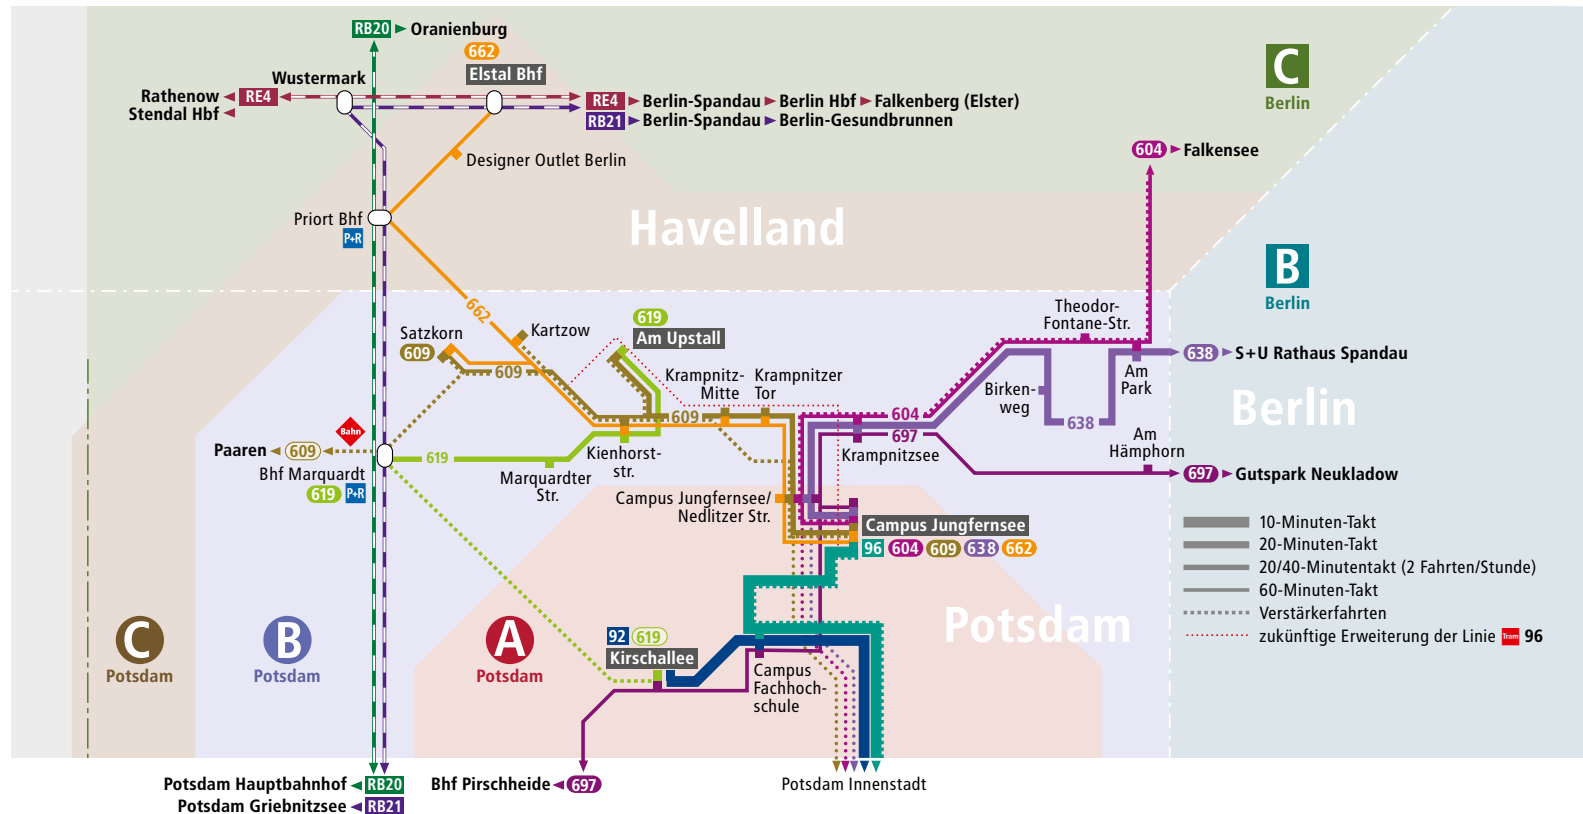 RB20 Oranienburg
662
Elstal Bhf
Wustermark
Rathenow RE4
Stendal Hbf
RE4 Berlin-Spandau Berlin Hbf Falkenberg (Elster)
RB21 Berlin-Spandau Berlin-Gesundbrunnen
C
Berlin
Designer Outlet Berlin
604 Falkensee
Priort Bhf
P+R
Havelland
B
Berlin
662
Satzkorn
609
Kartzow
619
Am Upstall
609
Krampnitz-
Mitte
Krampnitzer
Tor
Theodor-
Fontane-Str.
638 S+U Rathaus Spandau
Am
Park
Birken-
weg
Berlin
609
604
638
697
Krampnitzsee
Am
Hämphorn
697 Gutspark Neukladow
Bahn
Paaren 609
Bhf Marquardt
619 P+R
619
Kienhorst-
str.
Marquardter
Str.
Campus Jungfernsee/
Nedlitzer Str.
Campus Jungfernsee
96 604 609 638 662
10-Minuten-Takt
20-Minuten-Takt
20/40-Minutentakt (2 Fahrten/Stunde)
60-Minuten-Takt
Verstärkerfahrten
zukünftige Erweiterung der Linie Tram 96
C
Potsdam
B
Potsdam
A
Potsdam
92 619
Kirschallee
Campus
Fachhoch-
schule
Potsdam
Potsdam Hauptbahnhof RB20
Potsdam Griebnitzsee RB21
Bhf Pirschheide 697
Potsdam Innenstadt